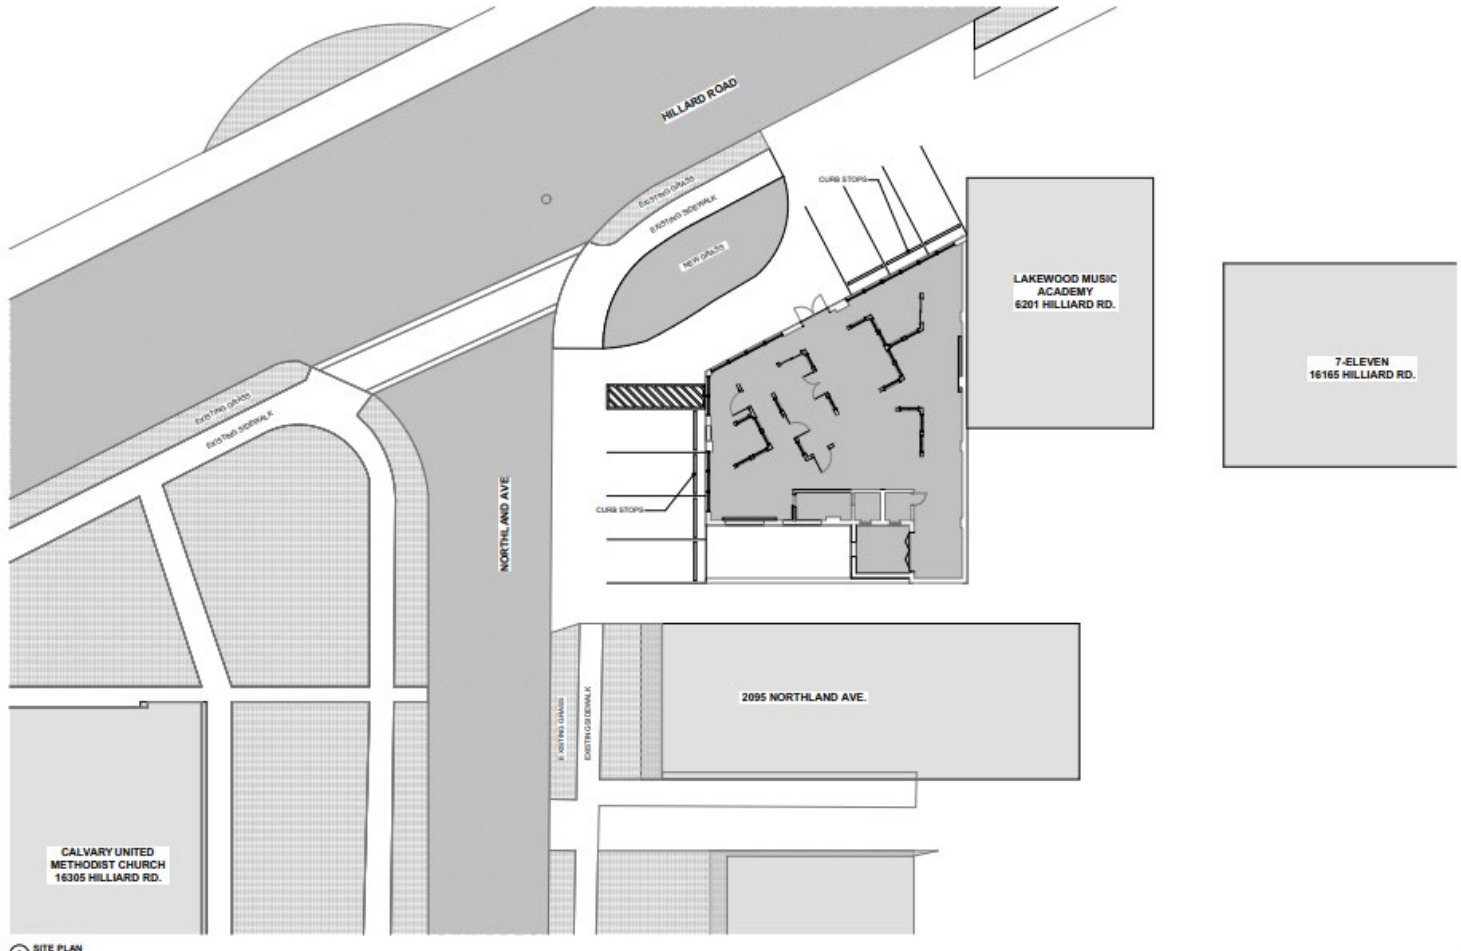 HILLARD ROAD
EXISTING GRASS
EXISTING SIDEWALK
NEW GRASS
CURB STOPS
LAKEWOOD MUSIC
ACADEMY
6201 HILLIARD RD.
7-ELEVEN
16165 HILLIARD RD.
EXISTING GRASS
EXISTING SIDEWALK
NORTHLAND AVE
CURB STOPS
EXISTING GRASS
EXISTING SIDEWALK
2095 NORTHLAND AVE.
CALVARY UNITED
METHODIST CHURCH
16305 HILLIARD RD.
SITE PLAN